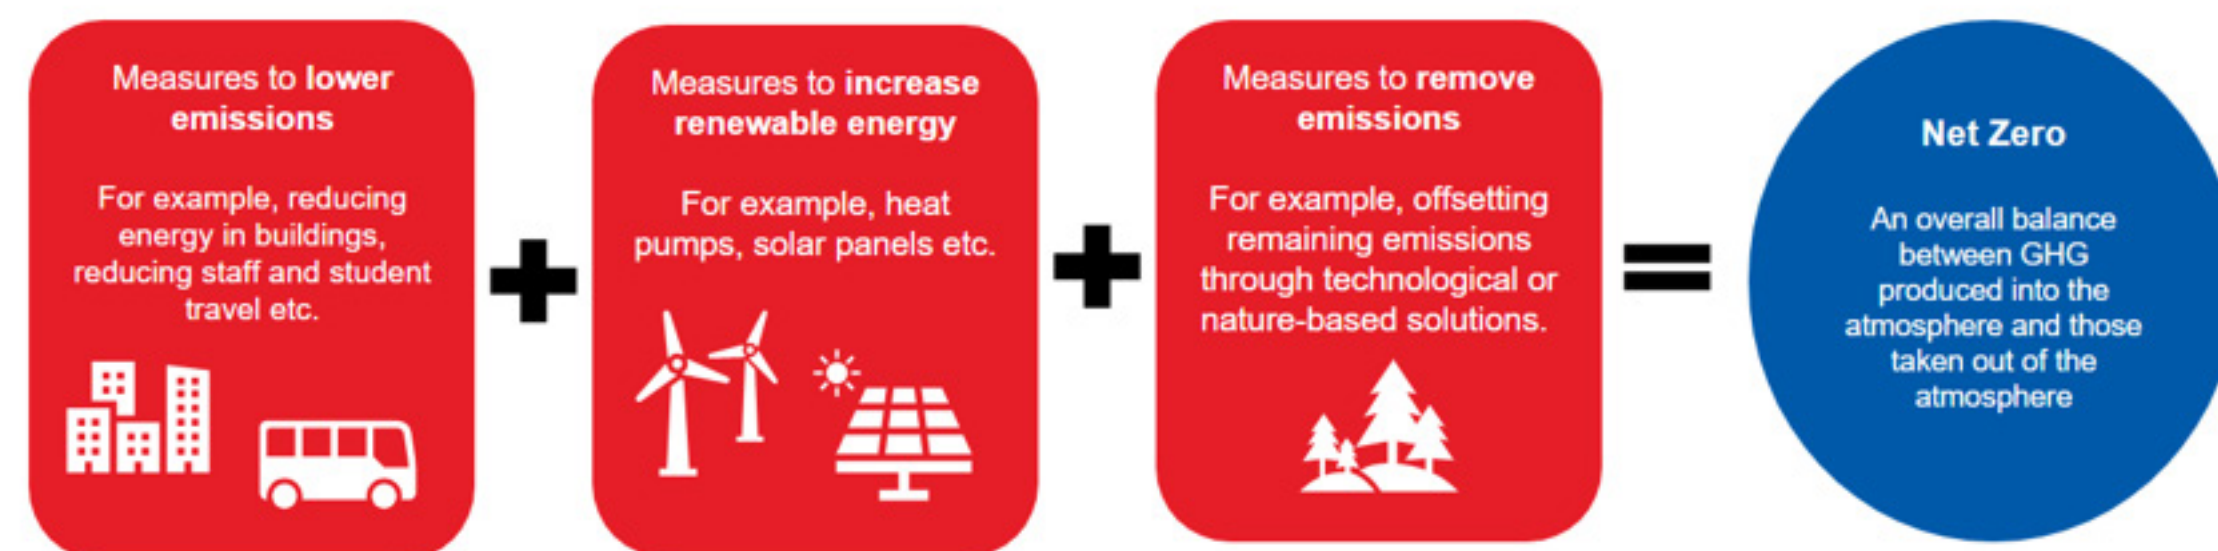 Measures to lower
emissions
For example, reducing
energy in buildings,
reducing staff and student
travel etc.
Measures to increase
renewable energy
For example, heat
pumps, solar panels etc.
Measures to remove
emissions
For example, offsetting
remaining emissions
through technological or
nature-based solutions.
Net Zero
An overall balance
between GHG
produced into the
atmosphere and those
taken out of the
atmosphere